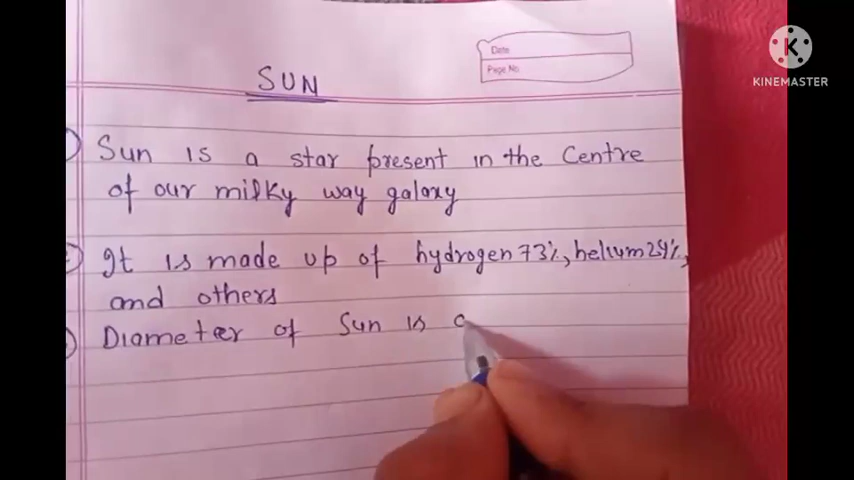 SUN
Date
Page No.
KINEMASTER
Sun is a star present in the Centre
of our milky way galaxy
It is made up of hydrogen 73%, helium 24%,
and others
Diameter of Sun is